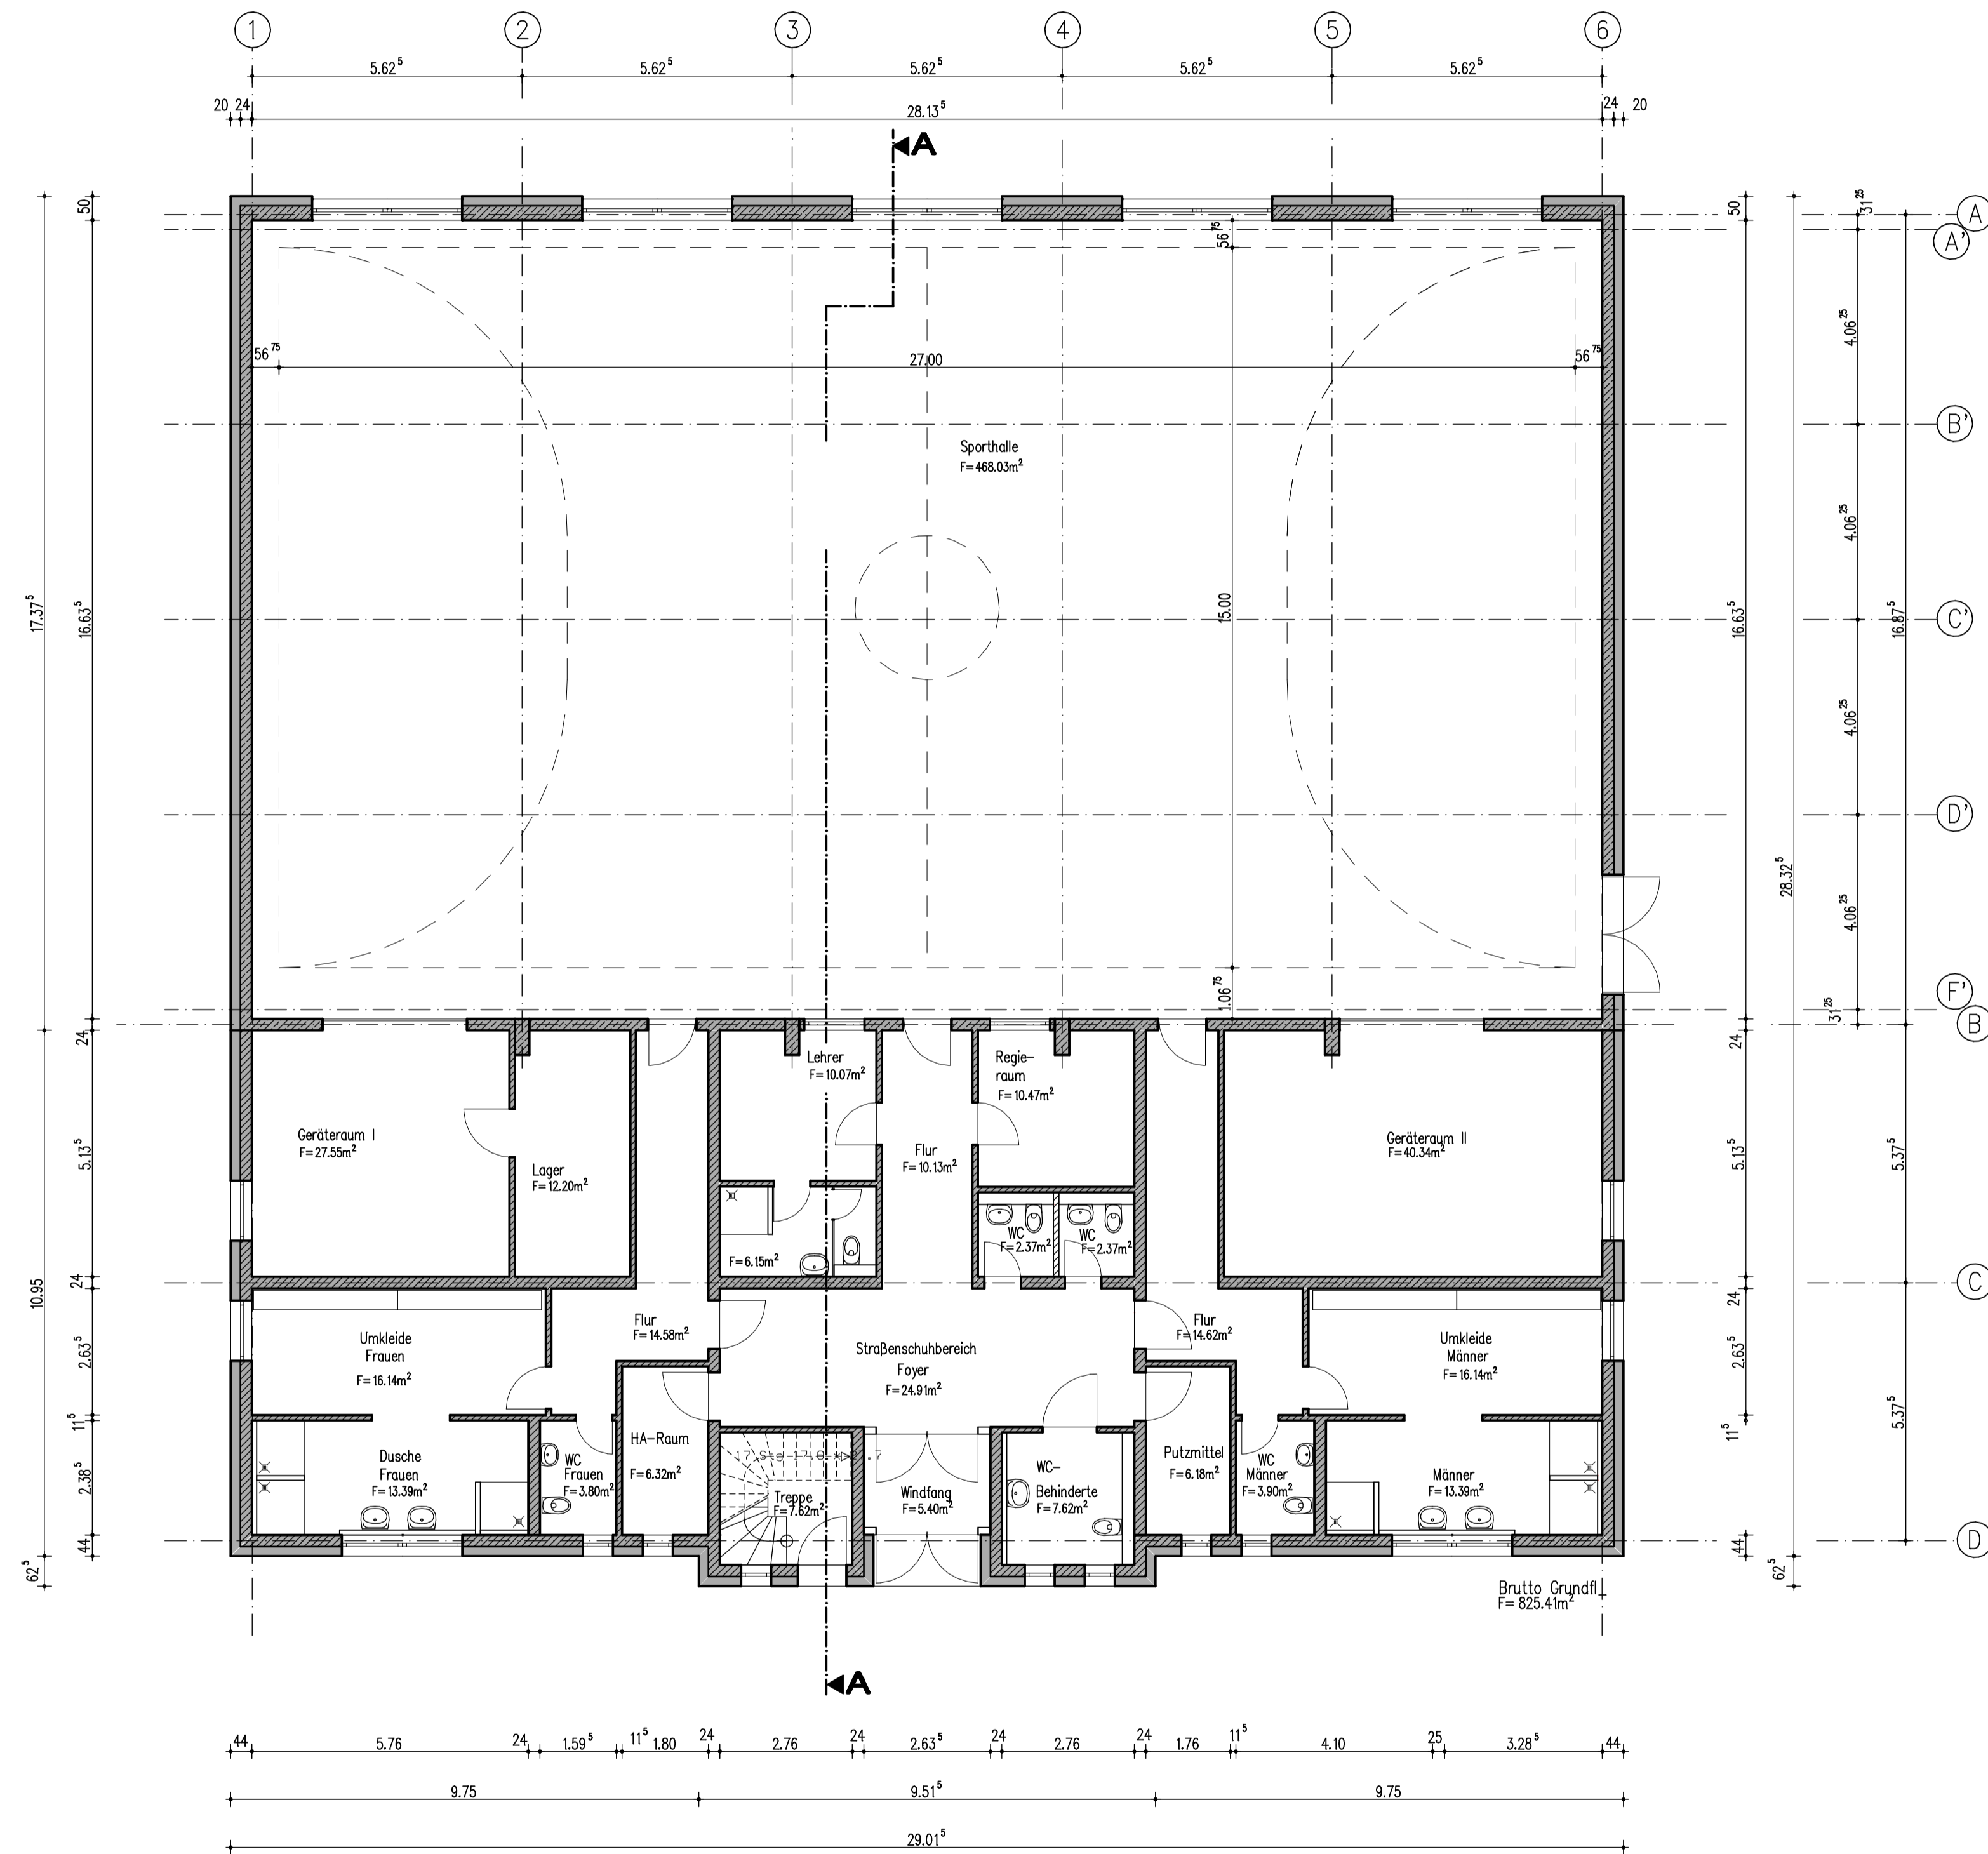 1 2 3 4 5 6
5.62⁵ 5.62⁵ 5.62⁵ 5.62⁵ 5.62⁵
20 24 28.13⁵ 24 20
A
50 50 31²⁵ A
A'
56⁷⁵
4.06²⁵
56⁷⁵ 27.00 56⁷⁵
B'
Sporthalle
F=468.03m²
4.06²⁵
17.37⁵ 16.63⁵ 15.00 16.63⁵ 16.87⁵ C'
4.06²⁵
D'
28.32⁵
4.06²⁵
1.06⁷⁵
F'
31²⁵ B
24 24
Lehrer
F=10.07m²
Regie-
raum
F=10.47m²
Geräteraum I
F=27.55m²
Lager
F=12.20m²
Flur
F=10.13m²
Geräteraum II
F=40.34m²
5.13⁵ 5.13⁵ 5.37⁵
F=6.15m²
WC
F=2.37m²
WC
F=2.37m²
24 24 C
10.95
Umkleide
Frauen
F=16.14m²
Flur
F=14.58m²
Straßenschuhbereich
Foyer
F=24.91m²
Flur
F=14.62m²
Umkleide
Männer
F=16.14m²
2.63⁵ 2.63⁵
11⁵ 11⁵ 5.37⁵
Dusche
Frauen
F=13.39m²
WC
Frauen
F=3.80m²
HA-Raum
F=6.32m²
Treppe
F=7.62m²
Windfang
F=5.40m²
WC-
Behinderte
F=7.62m²
Putzmittel
F=6.18m²
WC
Männer
F=3.90m²
Männer
F=13.39m²
2.38⁵
44 44 D
62⁵ 62⁵
Brutto Grundfl.
F= 825.41m²
A
44 5.76 24 1.59⁵ 11⁵ 1.80 24 2.76 24 2.63⁵ 24 2.76 24 1.76 11⁵ 4.10 25 3.28⁵ 44
9.75 9.51⁵ 9.75
29.01⁵